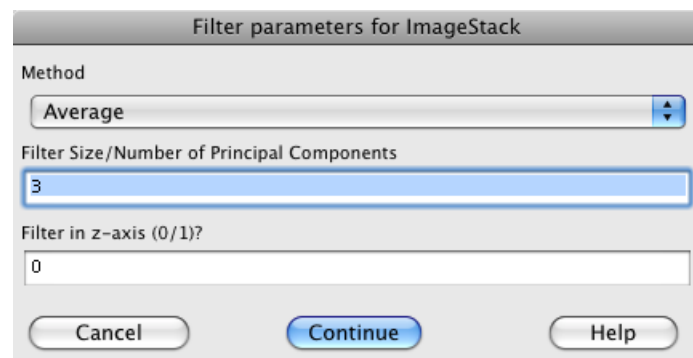 Filter parameters for ImageStack
Method
Average
Filter Size/Number of Principal Components
3
Filter in z-axis (0/1)?
0
Cancel Continue Help